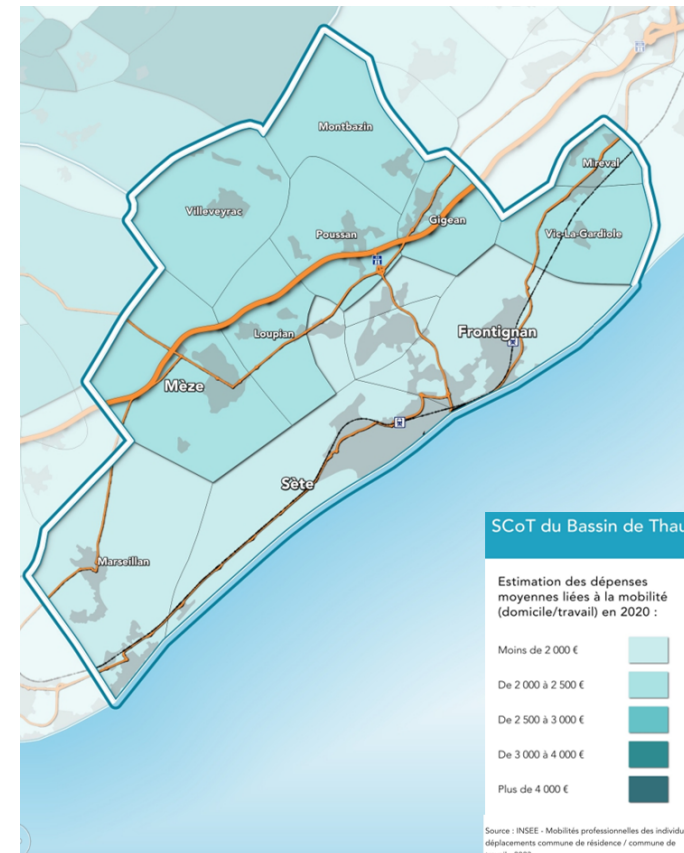 Montbazin
Mireval
Villeveyrac
Gigean
Poussan
Vic-La-Gardiole
Loupian
Frontignan
Mèze
Sète
Marseillan
SCoT du Bassin de Thau
Estimation des dépenses
moyennes liées à la mobilité
(domicile/travail) en 2020 :
Moins de 2 000 €
De 2 000 à 2 500 €
De 2 500 à 3 000 €
De 3 000 à 4 000 €
Plus de 4 000 €
Source : INSEE - Mobilités professionnelles des individu
déplacements commune de résidence / commune de